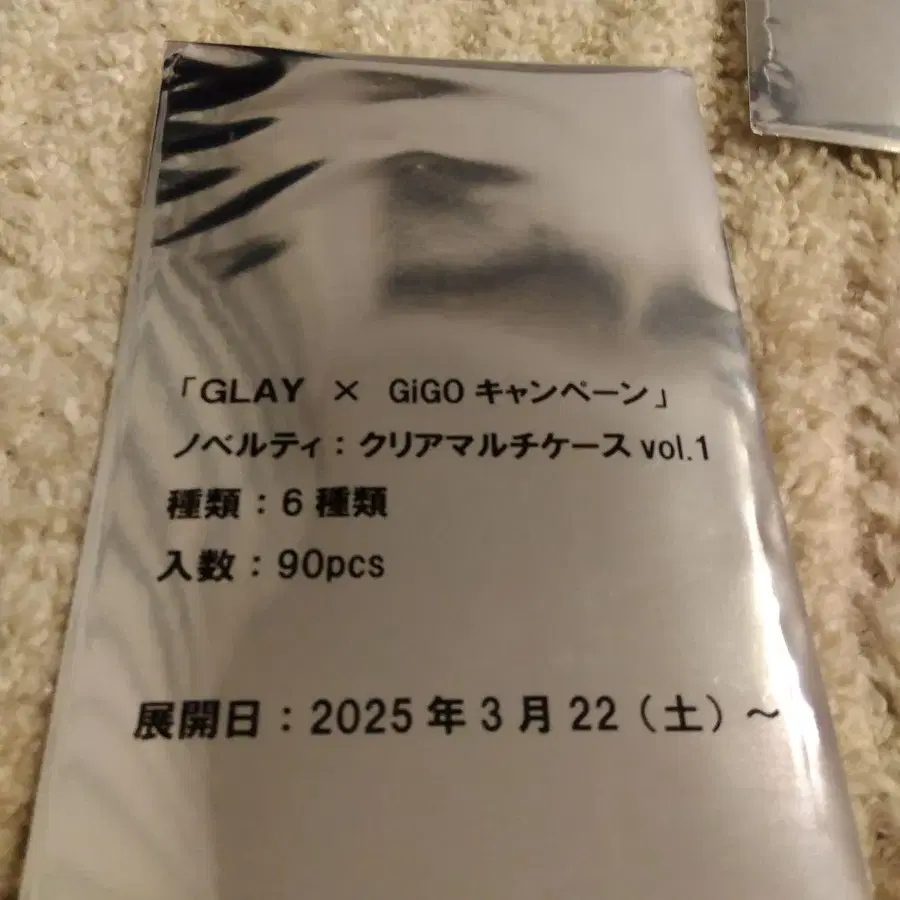 「GLAY × GiGO キャンペーン」
ノベルティ：クリアマルチケース vol.1
種類：6 種類
入数：90pcs
展開日：2025 年 3 月 22（土）～